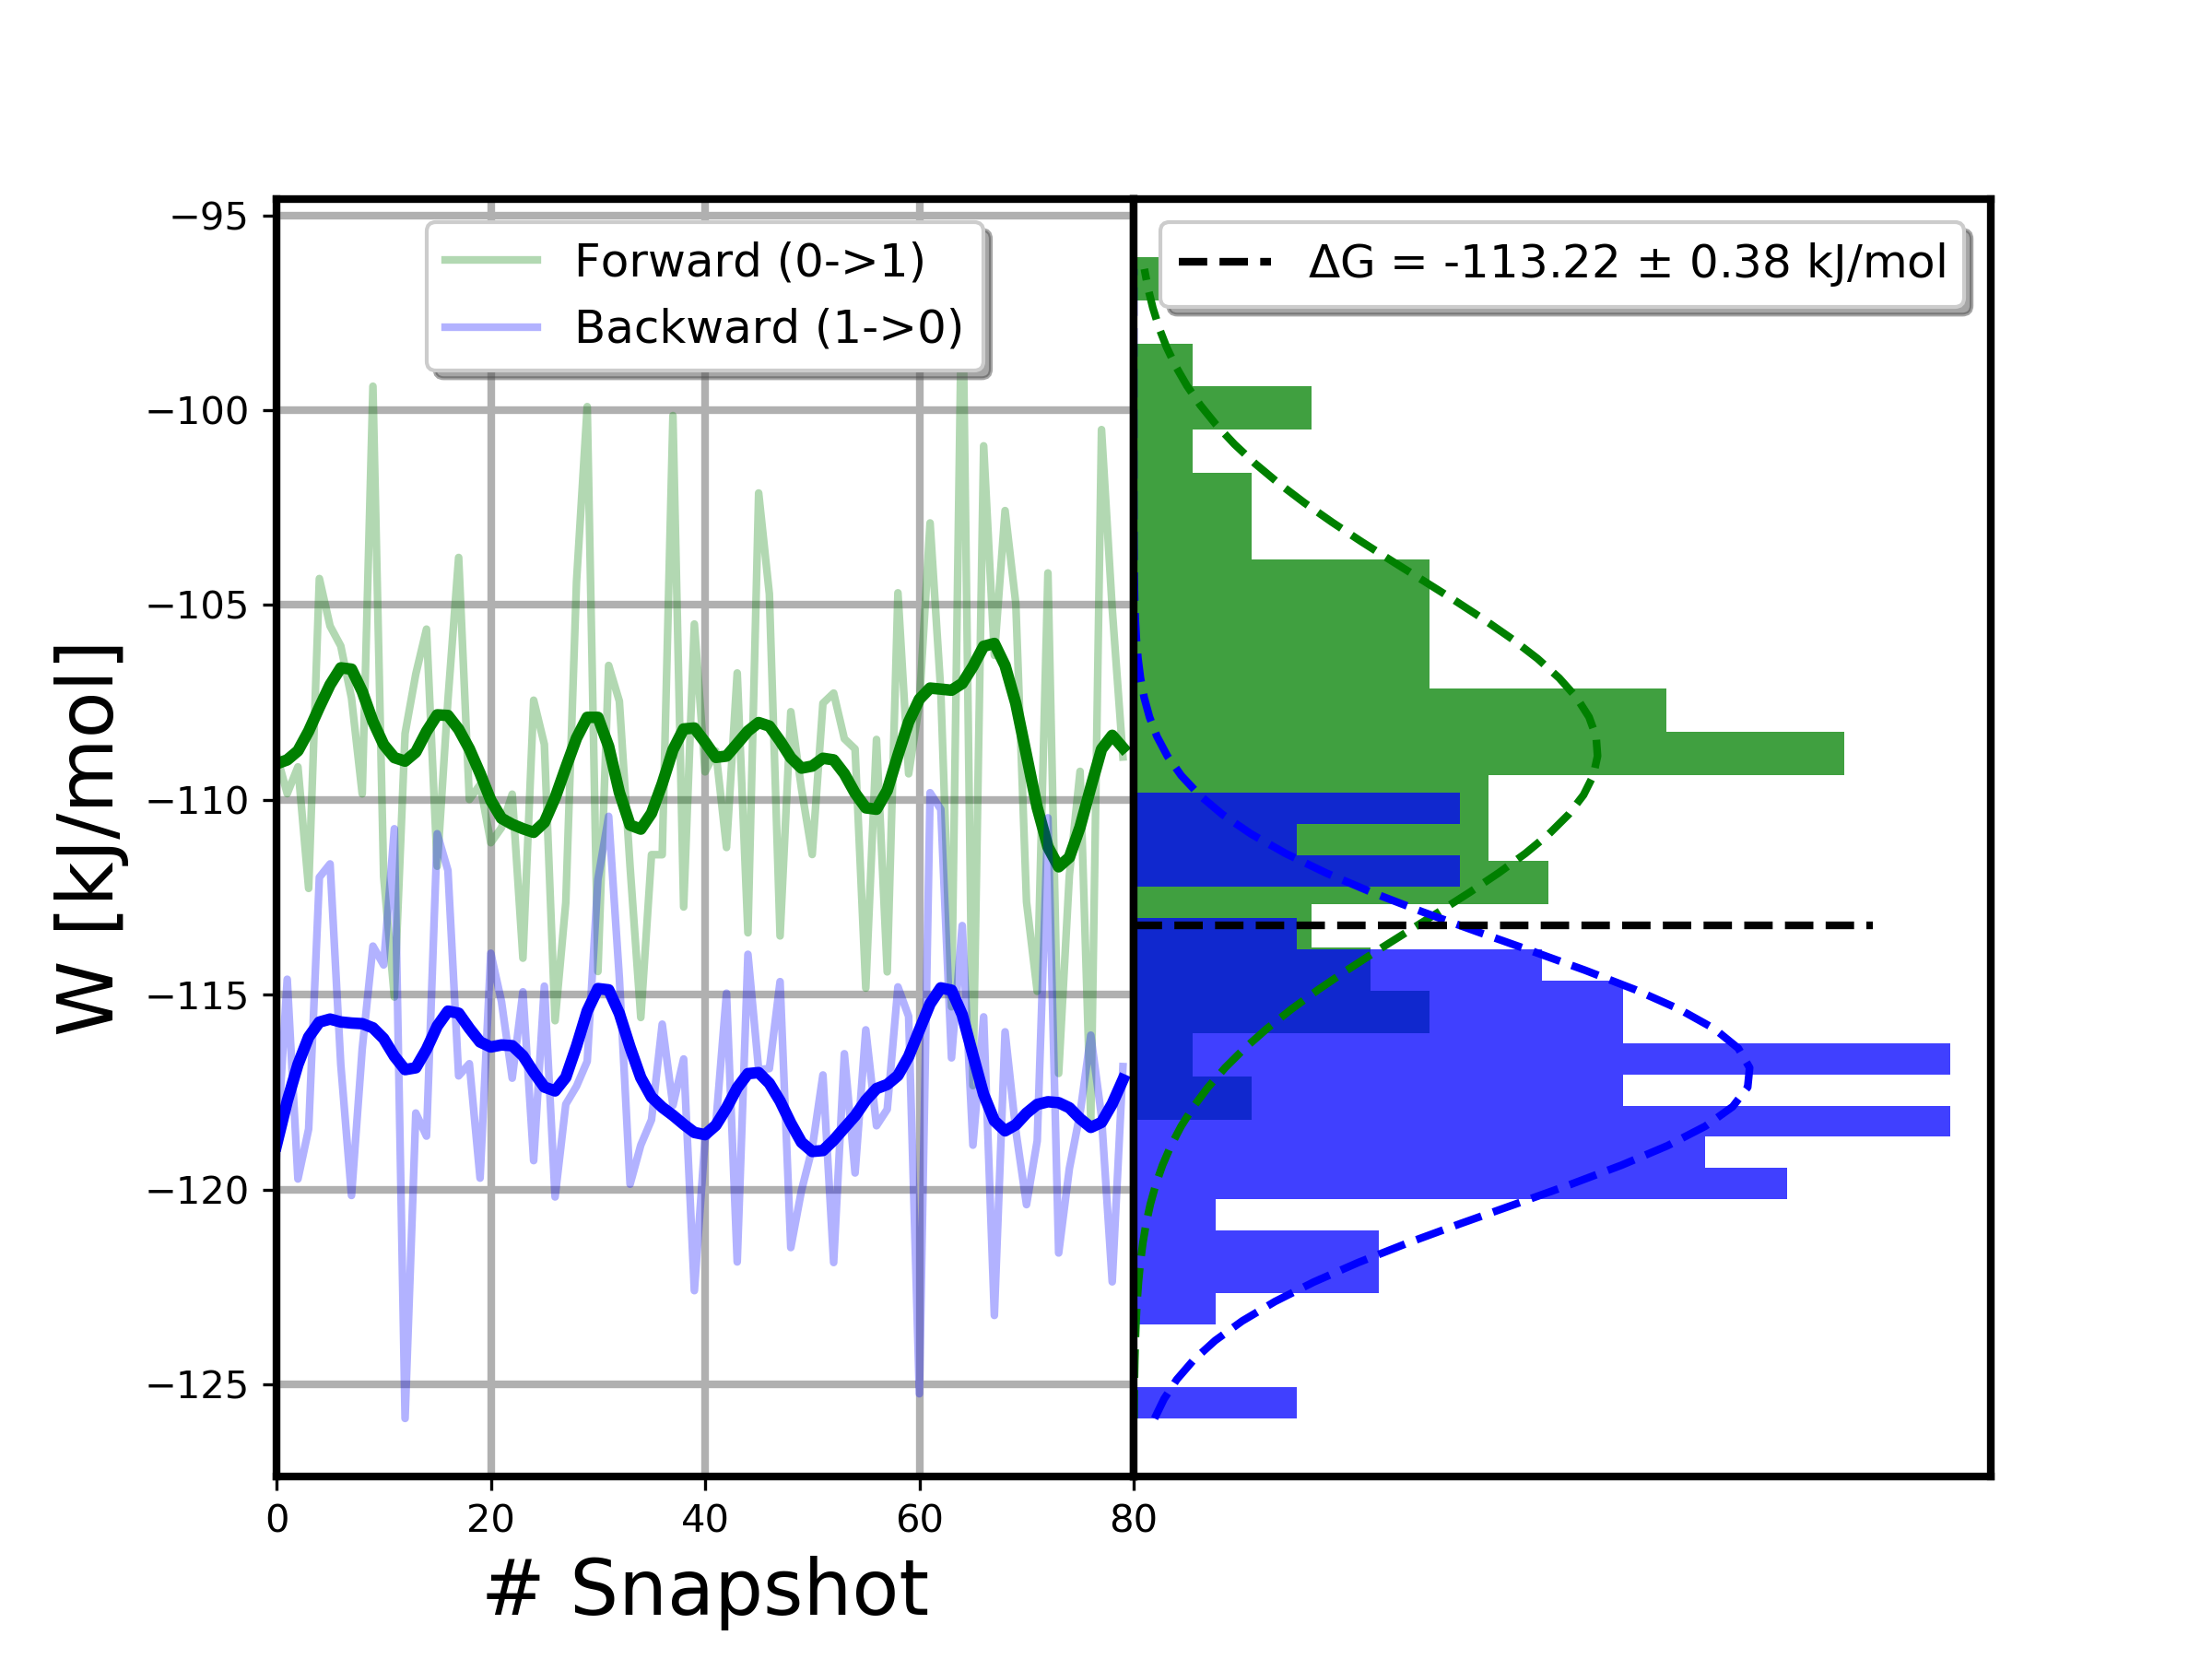 Forward (0->1)
Backward (1->0)
ΔG = -113.22 ± 0.38 kJ/mol
W [kJ/mol]
−95
−100
−105
−110
−115
−120
−125
0 20 40 60 80
# Snapshot